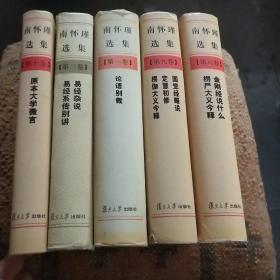 南怀瑾
选集
【第十卷】
原本大学微言
复旦大学出版社
南怀瑾
选集
【第三卷】
易经杂说
易经系传别讲
复旦大学出版社
南怀瑾
选集
【第一卷】
论语别裁
复旦大学出版社
南怀瑾
选集
【第九卷】
圆觉经略说
定慧初修
楞伽大义今释
复旦大学出版社
南怀瑾
选集
【第八卷】
金刚经说什么
楞严大义今释
复旦大学出版社